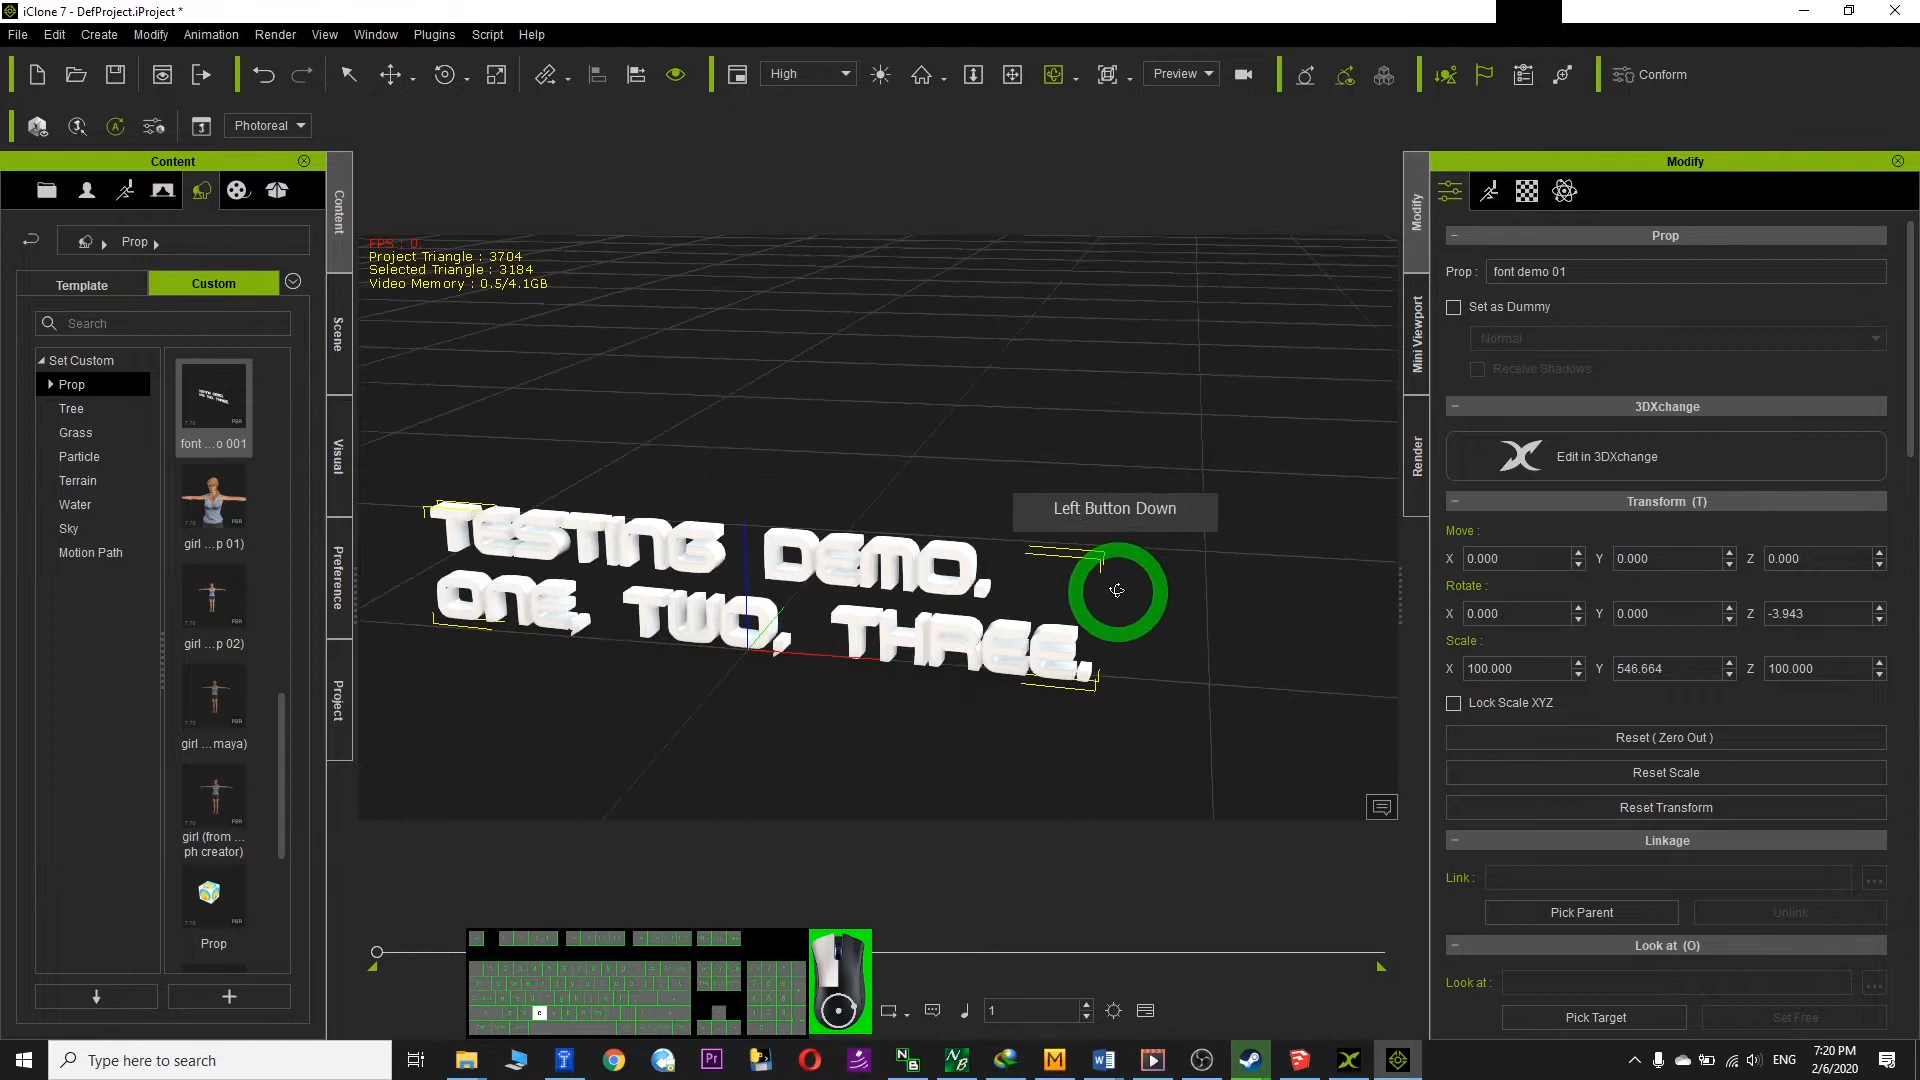 iClone 7 - DefProject.iProject *
File Edit Create Modify Animation Render View Window Plugins Script Help
High Preview Conform
Photoreal
Content
Prop
Template Custom
Search
Set Custom
Prop
Tree
Grass
Particle
Terrain
Water
Sky
Motion Path
font ...o 001
girl ...p 01)
girl ...p 02)
girl ...maya)
girl (from ...
ph creator)
Prop
Content
Scene
Visual
Preference
Project
FPS : 0.
Project Triangle : 3704
Selected Triangle : 3184
Video Memory : 0.5/4.1GB
TESTING DEMO.
ONE, TWO, THREE.
Left Button Down
1
Modify
Mini Viewport
Render
Modify
Prop
Prop : font demo 01
Set as Dummy
Normal
Receive Shadows
3DXchange
Edit in 3DXchange
Transform (T)
Move :
X 0.000 Y 0.000 Z 0.000
Rotate :
X 0.000 Y 0.000 Z -3.943
Scale :
X 100.000 Y 546.664 Z 100.000
Lock Scale XYZ
Reset ( Zero Out )
Reset Scale
Reset Transform
Linkage
Link :
Pick Parent Unlink
Look at (O)
Look at :
Pick Target Set Free
Type here to search
ENG
7:20 PM
2/6/2020